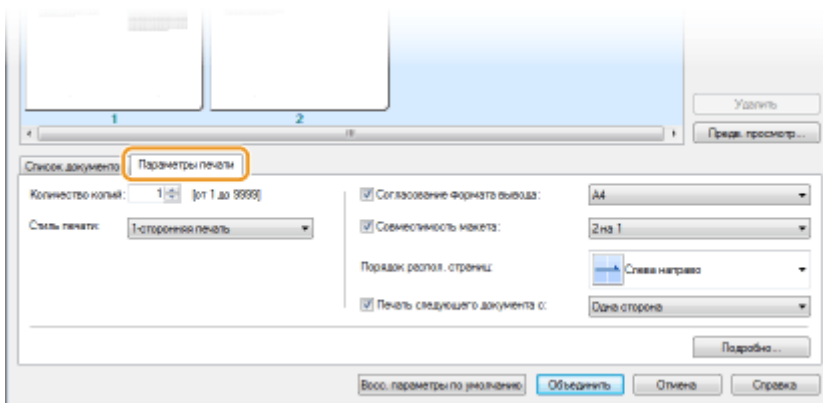 1
2
Удалить
Предв. просмотр...
Список документо
Параметры печати
Количество копий: 1 [от 1 до 9999]
Согласование формата вывода: A4
Стиль печати: 1-сторонняя печать
Совместимость макета: 2 на 1
Порядок распол. страниц: Слева направо
Печать следующего документа с: Одна сторона
Подробно...
Восс. параметры по умолчанию
Объединить
Отмена
Справка